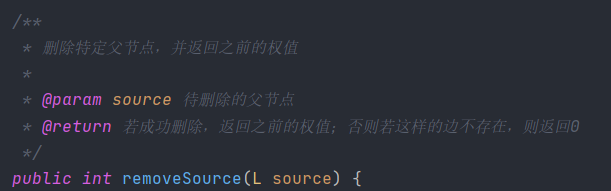 /**
 * 删除特定父节点，并返回之前的权值
 *
 * @param source 待删除的父节点
 * @return 若成功删除，返回之前的权值；否则若这样的边不存在，则返回0
 */
public int removeSource(L source) {